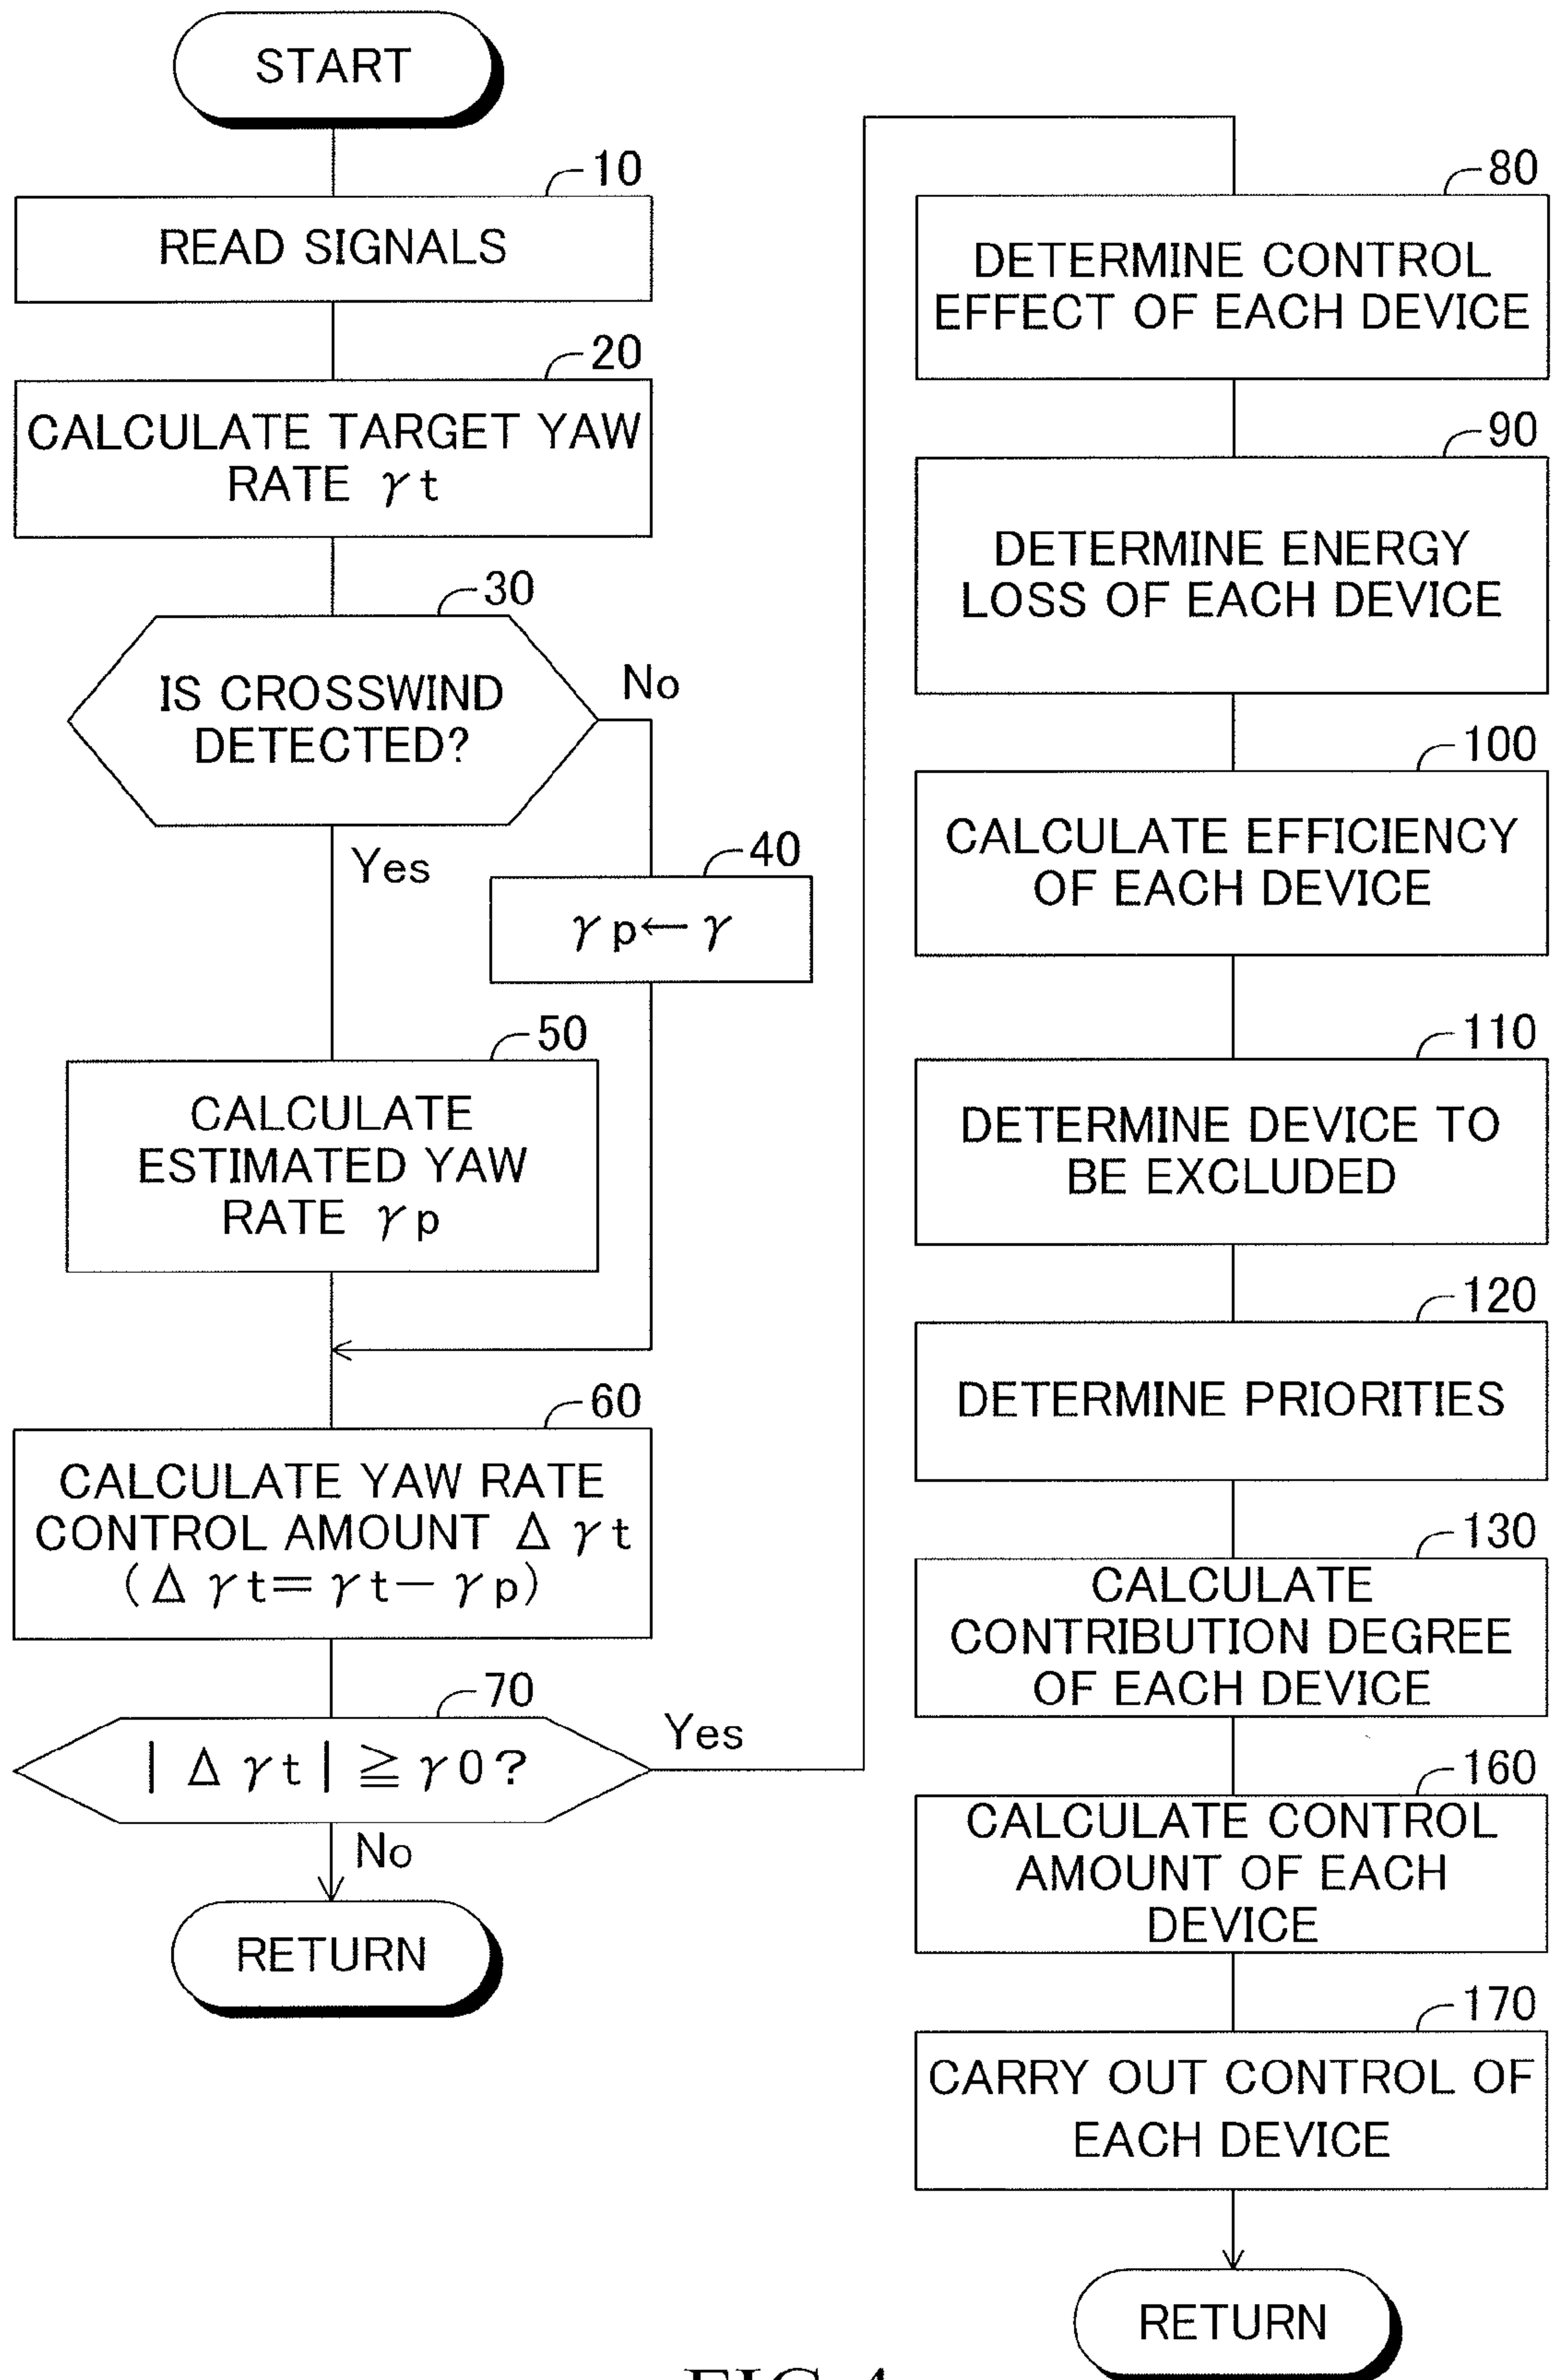 START
10
READ SIGNALS
20
CALCULATE TARGET YAW
RATE γt
30
IS CROSSWIND
DETECTED?
No
Yes
40
γp←γ
50
CALCULATE
ESTIMATED YAW
RATE γp
60
CALCULATE YAW RATE
CONTROL AMOUNT Δγt
(Δγt=γt−γp)
70
|Δγt|≧γ0?
Yes
No
RETURN
80
DETERMINE CONTROL
EFFECT OF EACH DEVICE
90
DETERMINE ENERGY
LOSS OF EACH DEVICE
100
CALCULATE EFFICIENCY
OF EACH DEVICE
110
DETERMINE DEVICE TO
BE EXCLUDED
120
DETERMINE PRIORITIES
130
CALCULATE
CONTRIBUTION DEGREE
OF EACH DEVICE
160
CALCULATE CONTROL
AMOUNT OF EACH
DEVICE
170
CARRY OUT CONTROL OF
EACH DEVICE
RETURN